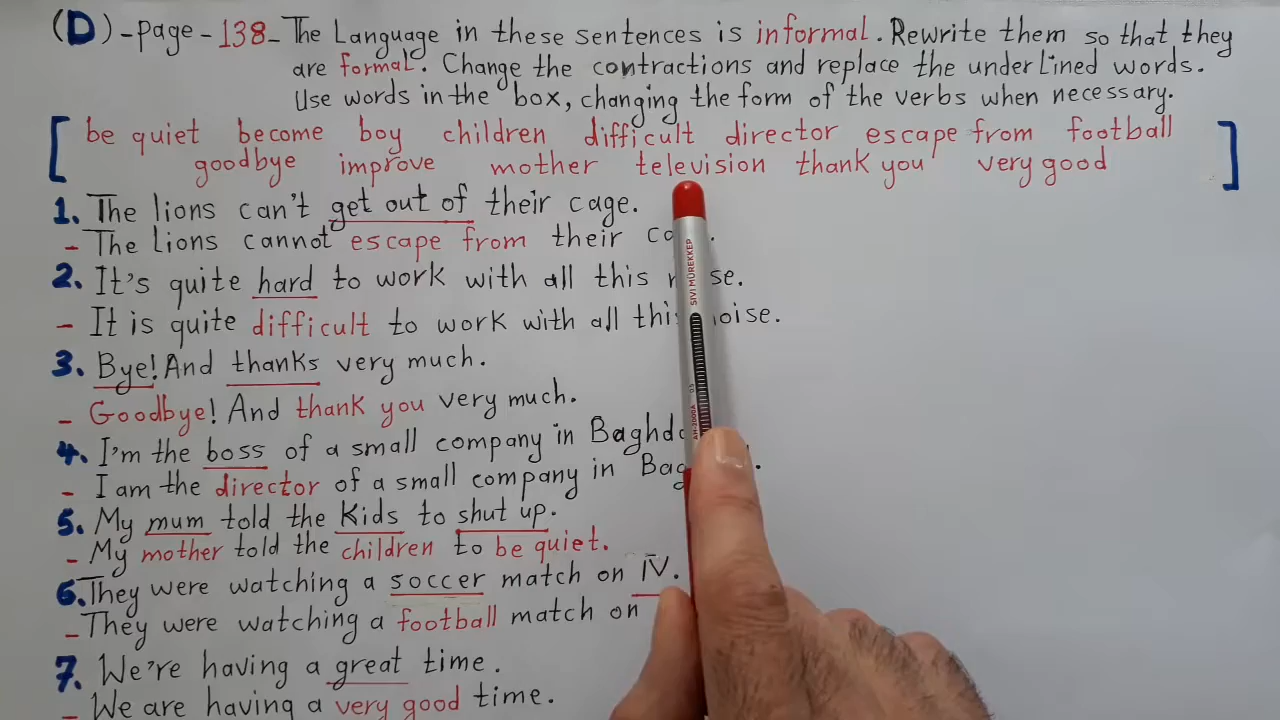 (D)-page-138-The Language in these sentences is informal. Rewrite them so that they
are formal. Change the contractions and replace the underlined words.
Use words in the box, changing the form of the verbs when necessary.
[be quiet become boy children difficult director escape from football
goodbye improve mother television thank you very good]
1. The lions can't get out of their cage.
- The lions cannot escape from their
2. It's quite hard to work with all this
- It is quite difficult to work with all this noise.
3. Bye! And thanks very much.
- Goodbye! And thank you very much.
4. I'm the boss of a small company in
- I am the director of a small company in
5. My mum told the Kids to shut up.
- My mother told the children to be quiet.
6. They were watching a soccer match on TV.
- They were watching a football match on
7. We're having a great time.
- We are having a very good time.
SIVI MÜREKKEP